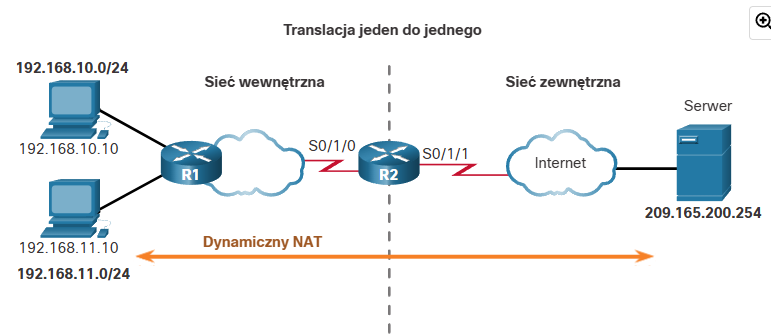 Translacja jeden do jednego
192.168.10.0/24
Sieć wewnętrzna
Sieć zewnętrzna
Serwer
192.168.10.10
S0/1/0
S0/1/1
Internet
R1
R2
209.165.200.254
192.168.11.10
Dynamiczny NAT
192.168.11.0/24